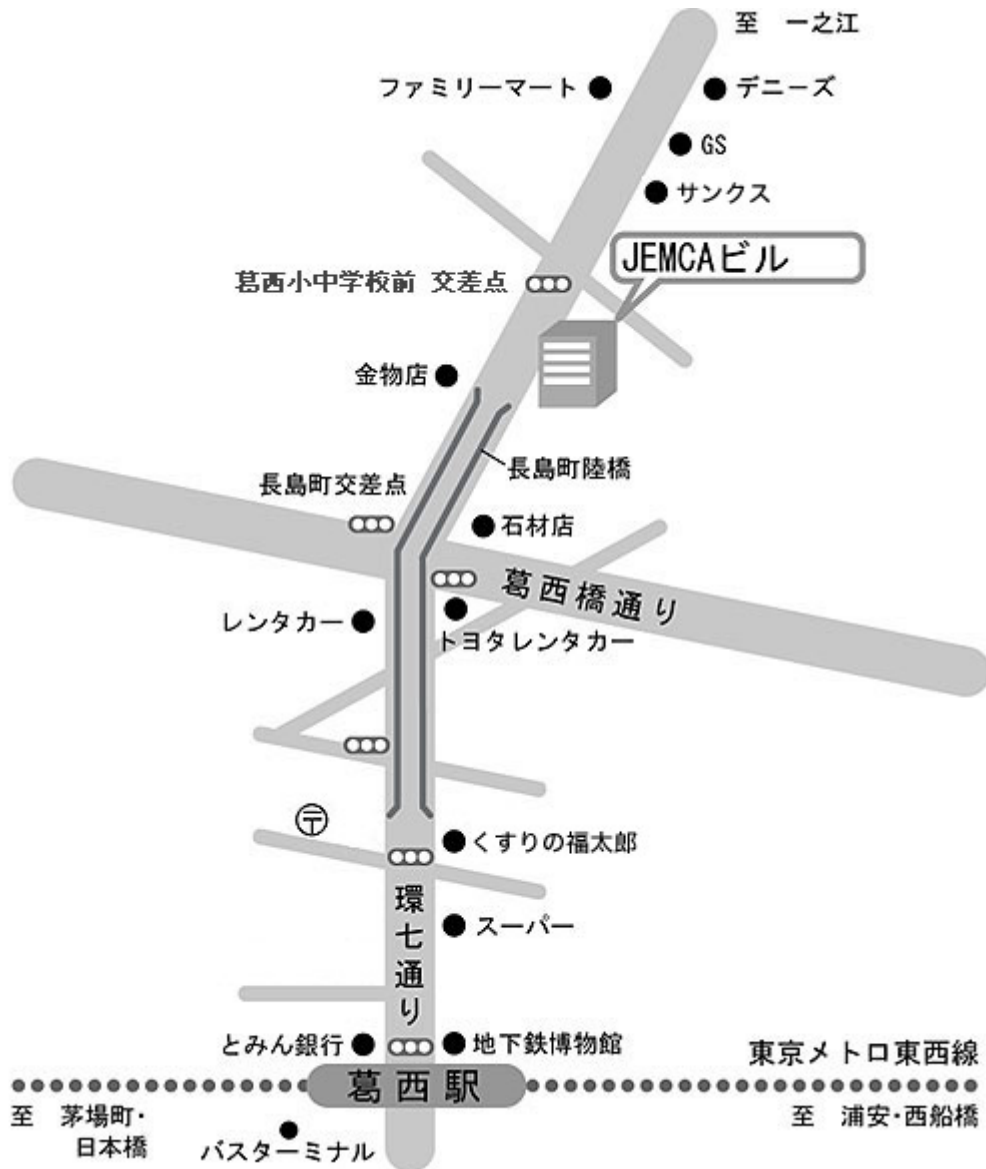 至 一之江
ファミリーマート
デニーズ
GS
サンクス
JEMCAビル
葛西小中学校前 交差点
金物店
長島町陸橋
長島町交差点
石材店
葛西橋通り
レンタカー
トヨタレンタカー
〒
くすりの福太郎
環七通り
スーパー
とみん銀行
地下鉄博物館
東京メトロ東西線
葛西駅
至 茅場町・
日本橋
至 浦安・西船橋
バスターミナル